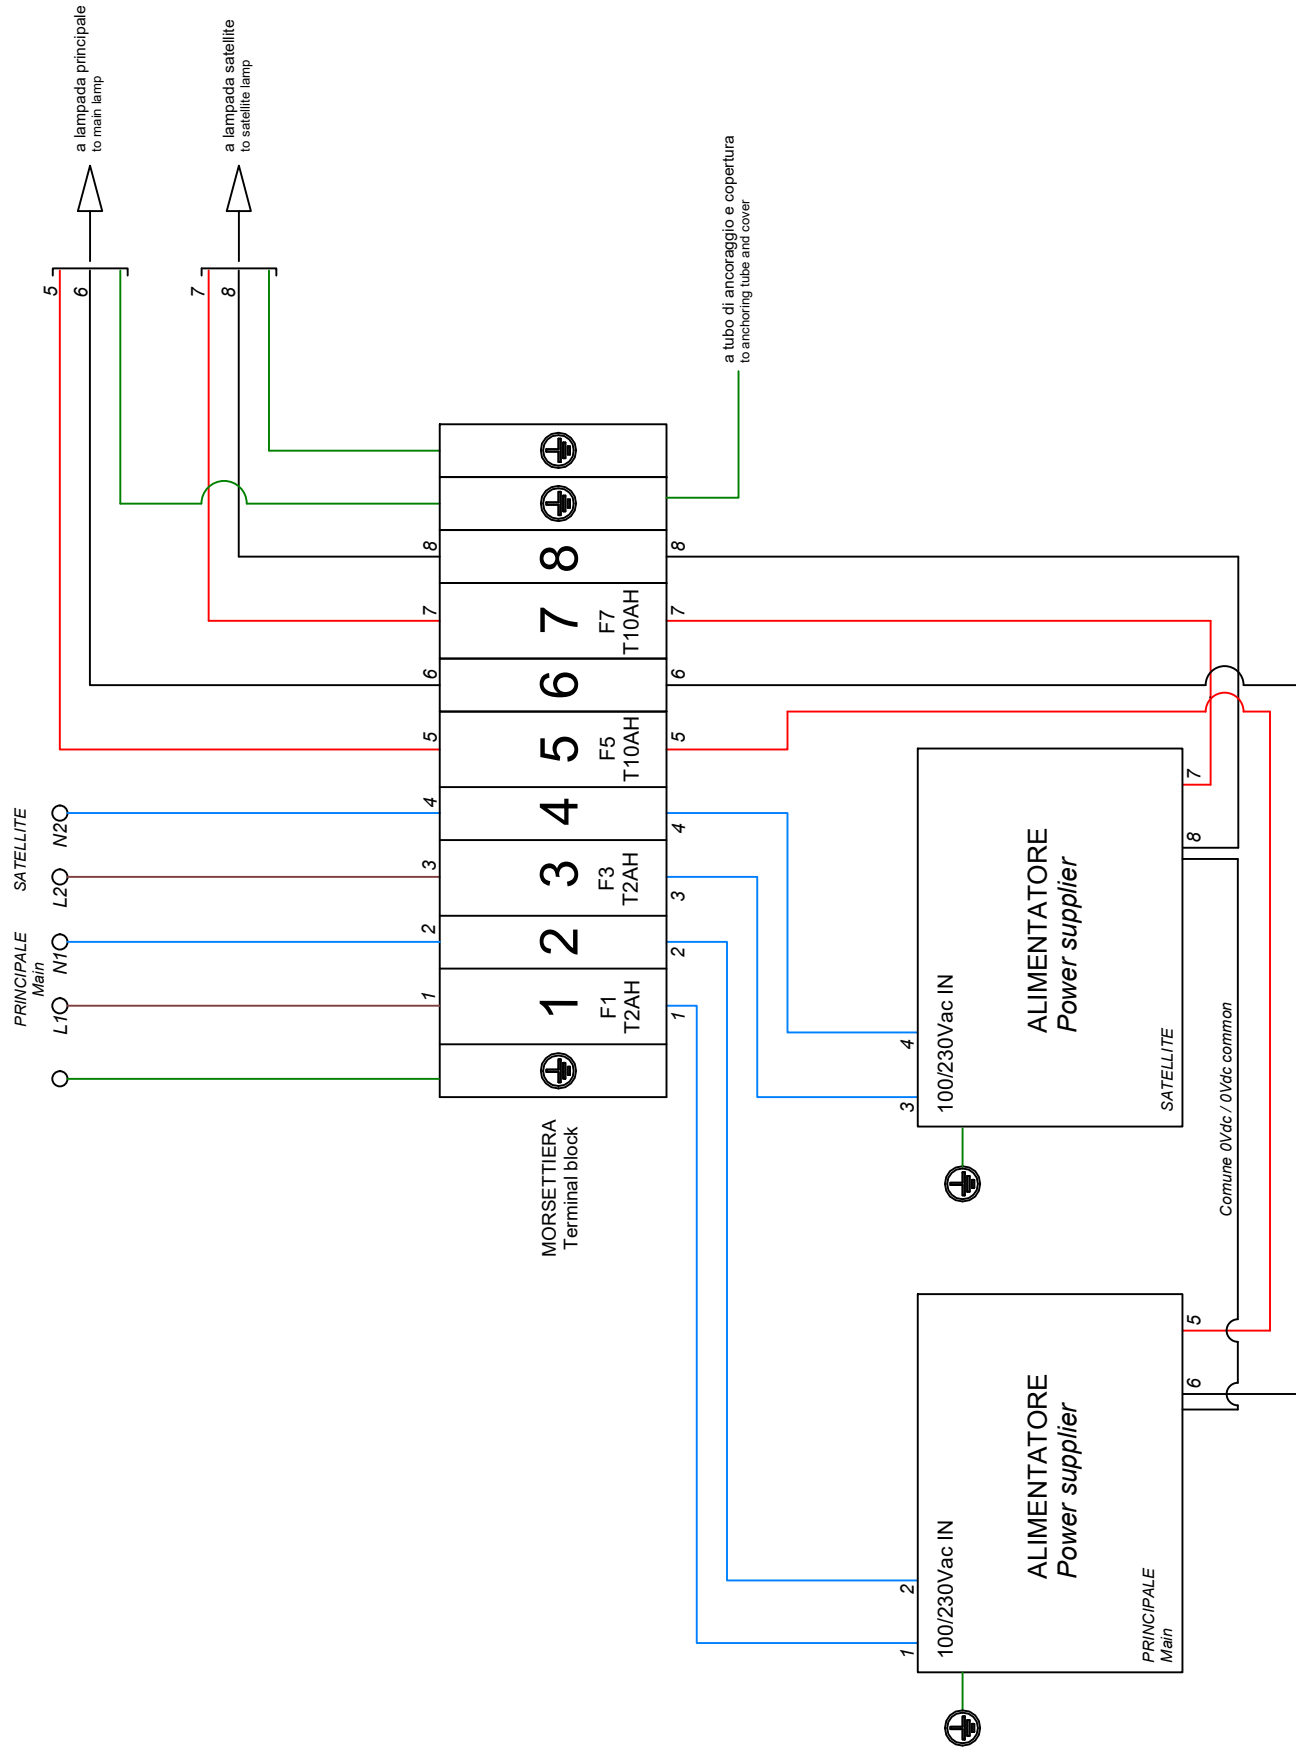 a lampada principale
to main lamp
a lampada satellite
to satellite lamp
5
6
7
8
a tubo di ancoraggio e copertura
to anchoring tube and cover
PRINCIPALE
Main
SATELLITE
L1
N1
L2
N2
1
2
3
4
5
6
7
8
1
F1
T2AH
2
3
F3
T2AH
4
5
F5
T10AH
6
7
F7
T10AH
8
1
2
3
4
5
6
7
8
MORSETTIERA
Terminal block
3
4
100/230Vac IN
ALIMENTATORE
Power supplier
SATELLITE
8
7
Comune 0Vdc / 0Vdc common
1
2
100/230Vac IN
ALIMENTATORE
Power supplier
PRINCIPALE
Main
6
5